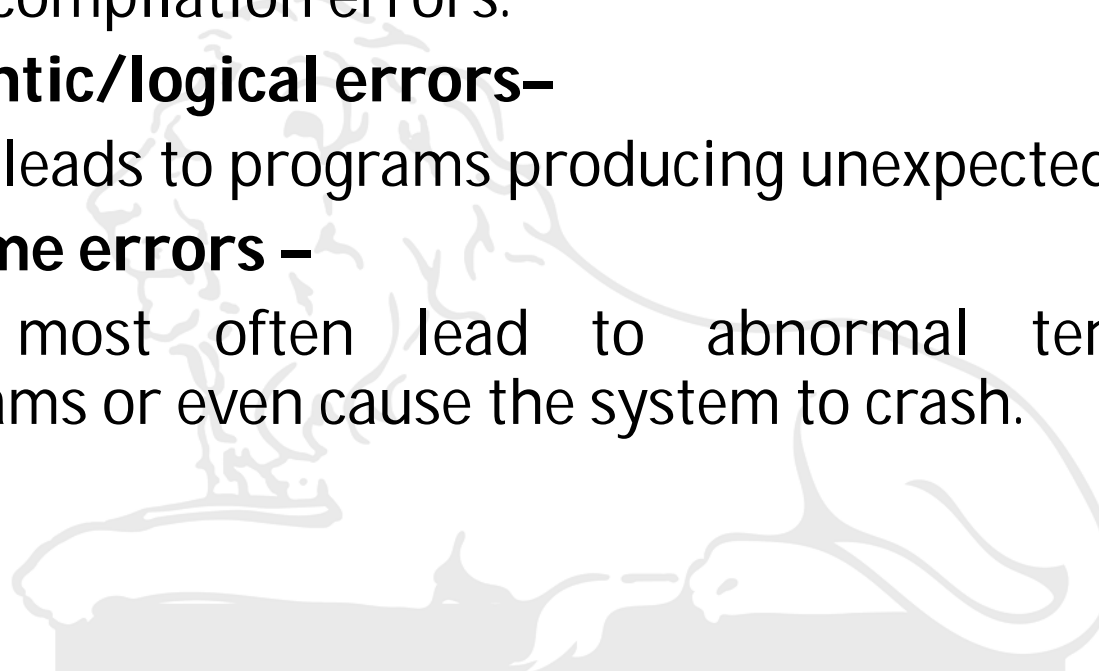 compilation errors.
ntic/logical errors–
leads to programs producing unexpected
me errors –
most often lead to abnormal ter
ams or even cause the system to crash.